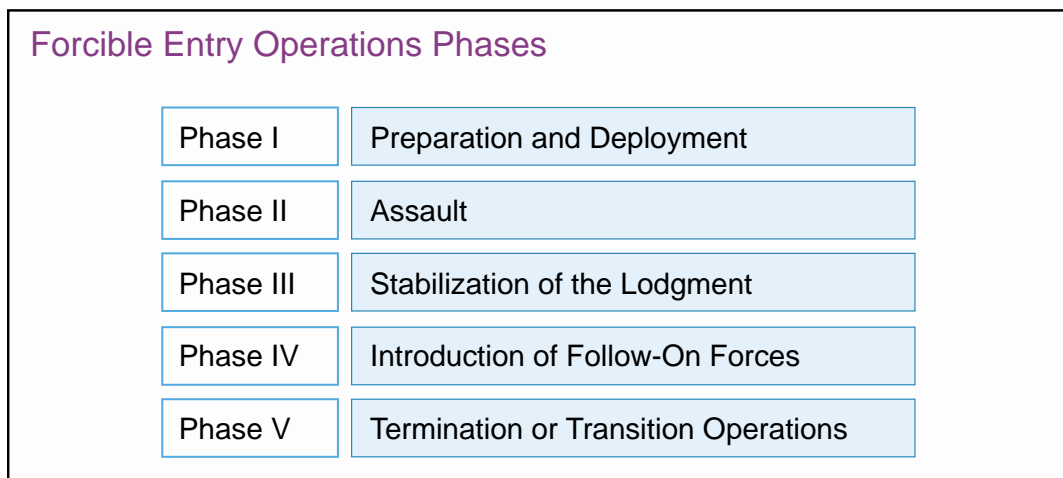 Forcible Entry Operations Phases
Phase I Preparation and Deployment
Phase II Assault
Phase III Stabilization of the Lodgment
Phase IV Introduction of Follow-On Forces
Phase V Termination or Transition Operations